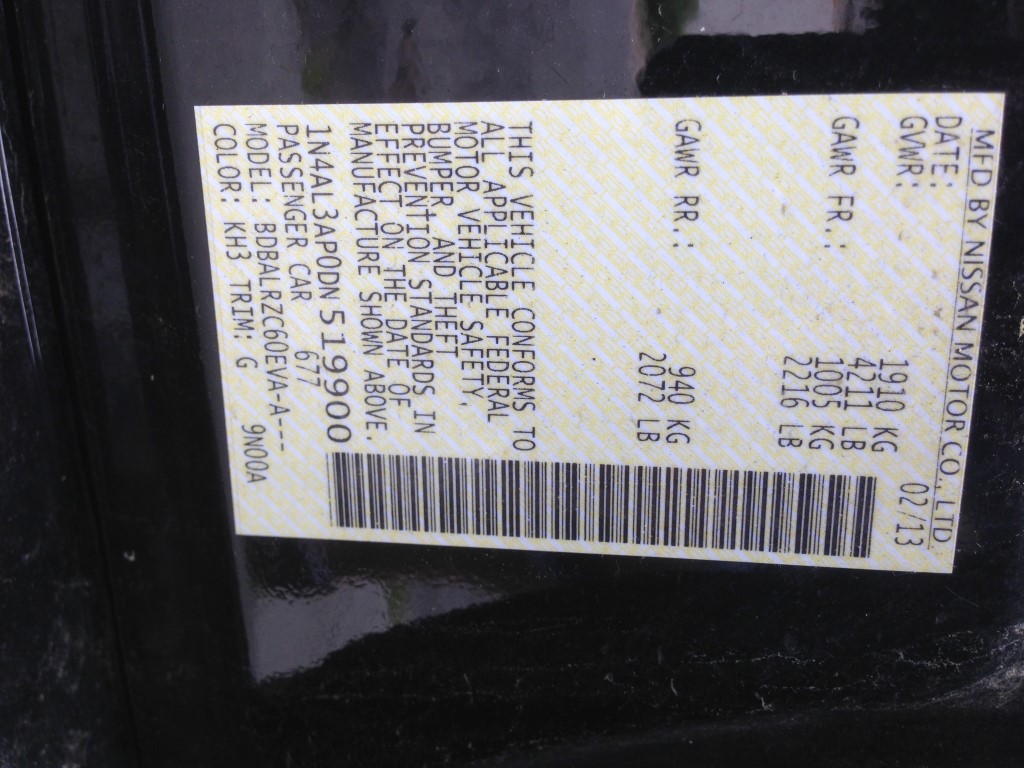 MFD BY NISSAN MOTOR CO., LTD
DATE: 02/13
GVWR: 1910 KG
4211 LB
GAWR FR.: 1005 KG
2216 LB
GAWR RR.: 940 KG
2072 LB
THIS VEHICLE CONFORMS TO
ALL APPLICABLE FEDERAL
MOTOR VEHICLE SAFETY,
BUMPER, AND THEFT
PREVENTION STANDARDS IN
EFFECT ON THE DATE OF
MANUFACTURE SHOWN ABOVE.
1N4AL3AP0DN519900
PASSENGER CAR 677
MODEL: BDBALRZC60EVA-A---
COLOR: KH3 TRIM: G 9N00A